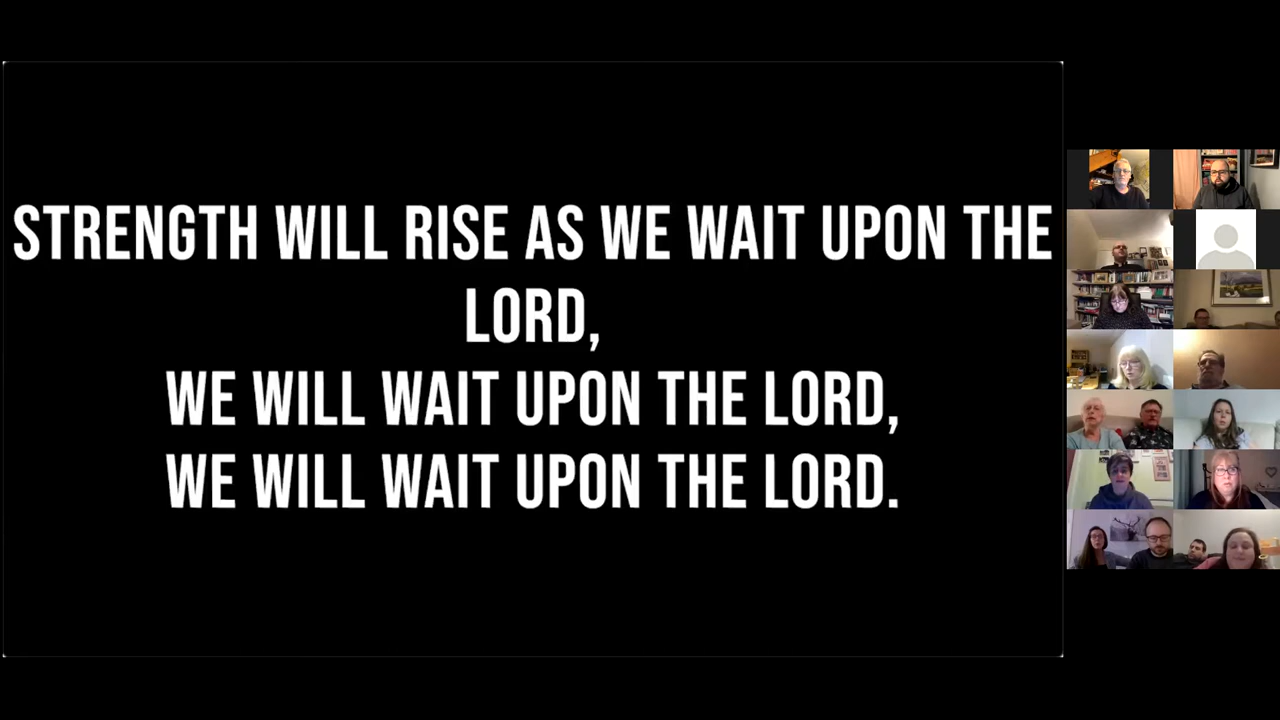 STRENGTH WILL RISE AS WE WAIT UPON THE
LORD,
WE WILL WAIT UPON THE LORD,
WE WILL WAIT UPON THE LORD.